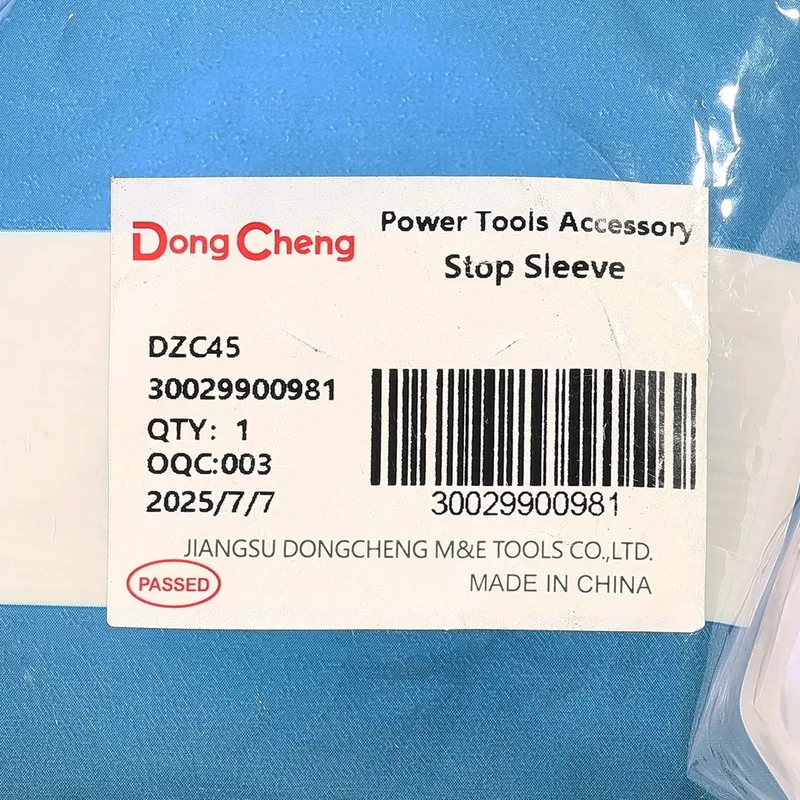 Dong Cheng
Power Tools Accessory
Stop Sleeve
DZC45
30029900981
QTY: 1
OQC:003
2025/7/7
30029900981
JIANGSU DONGCHENG M&E TOOLS CO.,LTD.
PASSED
MADE IN CHINA